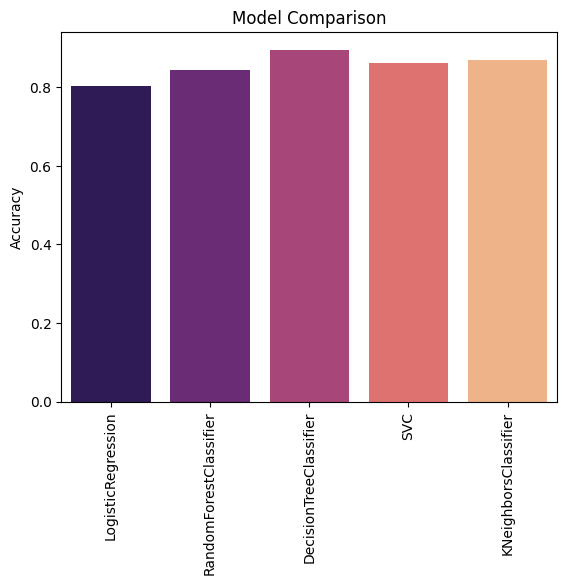 Model Comparison
Accuracy
0.8
0.6
0.4
0.2
0.0
LogisticRegression
RandomForestClassifier
DecisionTreeClassifier
SVC
KNeighborsClassifier